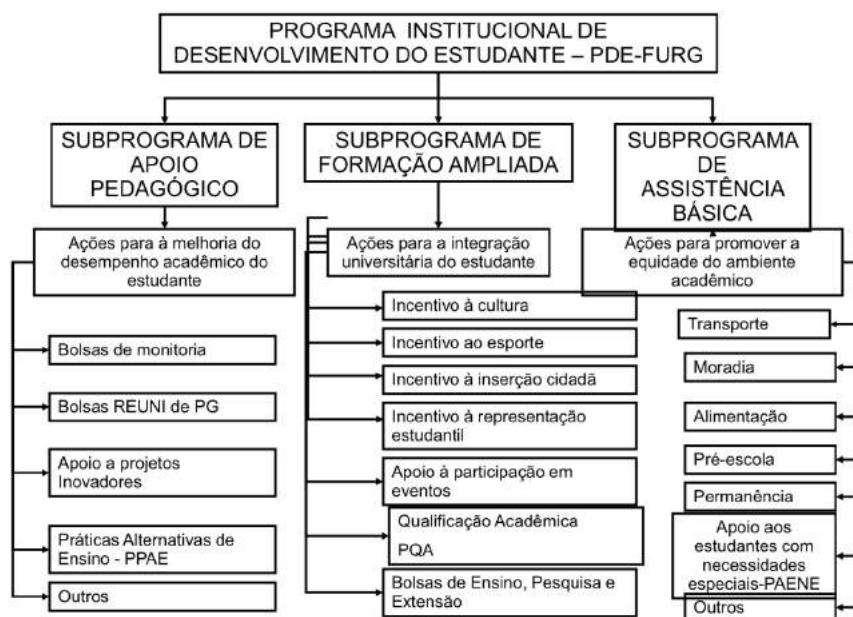 PROGRAMA INSTITUCIONAL DE
DESENVOLVIMENTO DO ESTUDANTE – PDE-FURG
SUBPROGRAMA DE
APOIO
PEDAGÓGICO
Ações para à melhoria do
desempenho acadêmico do
estudante
Bolsas de monitoria
Bolsas REUNI de PG
Apoio a projetos
Inovadores
Práticas Alternativas de
Ensino - PPAE
Outros
SUBPROGRAMA DE
FORMAÇÃO AMPLIADA
Ações para a integração
universitária do estudante
Incentivo à cultura
Incentivo ao esporte
Incentivo à inserção cidadã
Incentivo à representação
estudantil
Apoio à participação em
eventos
Qualificação Acadêmica
PQA
Bolsas de Ensino, Pesquisa e
Extensão
SUBPROGRAMA
DE
ASSISTÊNCIA
BÁSICA
Ações para promover a
equidade do ambiente
acadêmico
Transporte
Moradia
Alimentação
Pré-escola
Permanência
Apoio aos
estudantes com
necessidades
especiais-PAENE
Outros